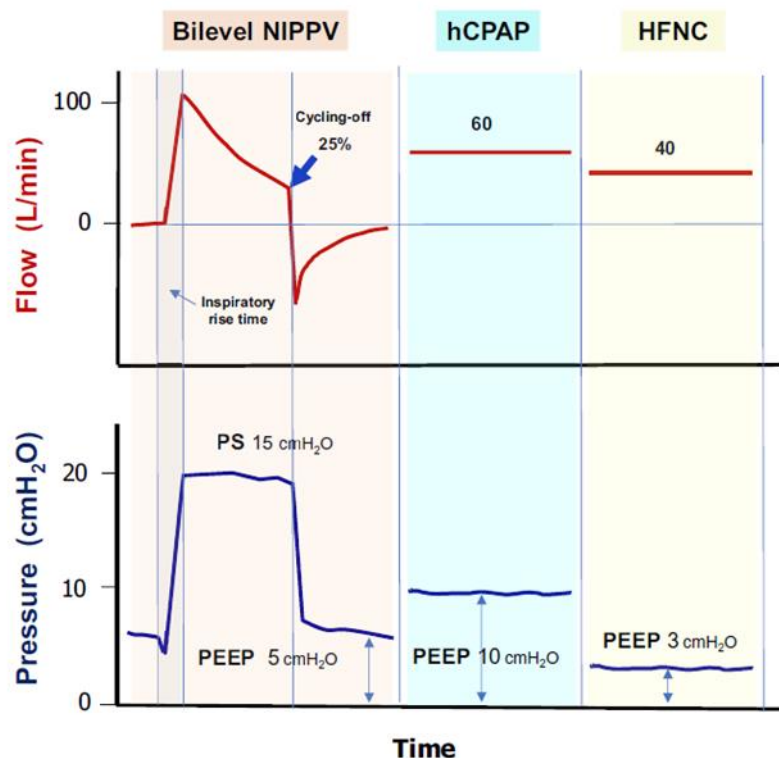 Bilevel NIPPV
hCPAP
HFNC
Flow (L/min)
100
0
Cycling-off
25%
Inspiratory
rise time
60
40
Pressure (cmH₂O)
20
10
0
PS 15 cmH₂O
PEEP 5 cmH₂O
PEEP 10 cmH₂O
PEEP 3 cmH₂O
Time